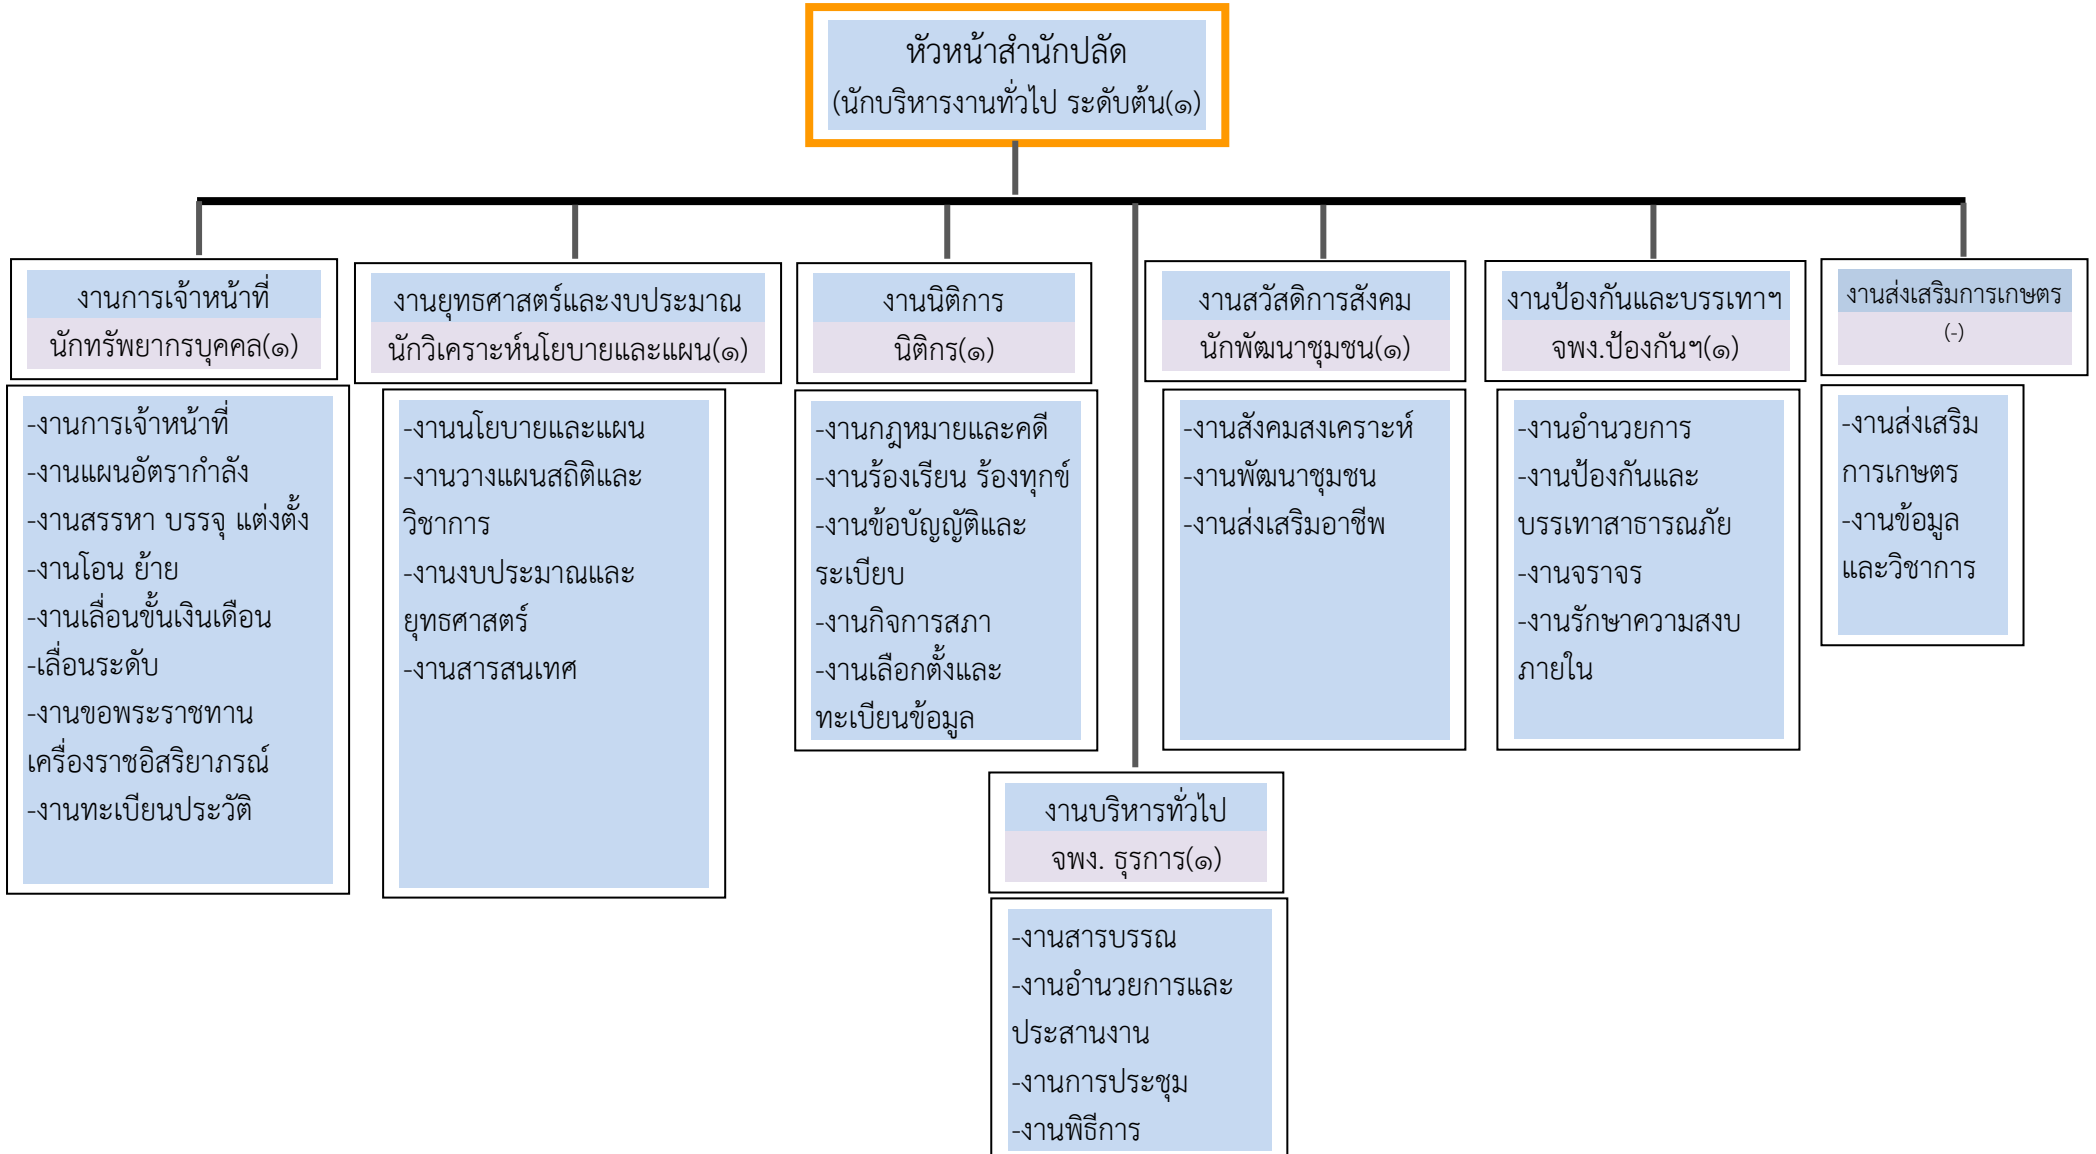 หัวหน้าสำนักปลัด
(นักบริหารงานทั่วไป ระดับต้น(๑)
งานการเจ้าหน้าที่
นักทรัพยากรบุคคล(๑)
-งานการเจ้าหน้าที่
-งานแผนอัตรากำลัง
-งานสรรหา บรรจุ แต่งตั้ง
-งานโอน ย้าย
-งานเลื่อนขั้นเงินเดือน
-เลื่อนระดับ
-งานขอพระราชทาน
เครื่องราชอิสริยาภรณ์
-งานทะเบียนประวัติ
งานยุทธศาสตร์และงบประมาณ
นักวิเคราะห์นโยบายและแผน(๑)
-งานนโยบายและแผน
-งานวางแผนสถิติและ
วิชาการ
-งานงบประมาณและ
ยุทธศาสตร์
-งานสารสนเทศ
งานนิติการ
นิติกร(๑)
-งานกฎหมายและคดี
-งานร้องเรียน ร้องทุกข์
-งานข้อบัญญัติและ
ระเบียบ
-งานกิจการสภา
-งานเลือกตั้งและ
ทะเบียนข้อมูล
งานบริหารทั่วไป
จพง. ธุรการ(๑)
-งานสารบรรณ
-งานอำนวยการและ
ประสานงาน
-งานการประชุม
-งานพิธีการ
งานสวัสดิการสังคม
นักพัฒนาชุมชน(๑)
-งานสังคมสงเคราะห์
-งานพัฒนาชุมชน
-งานส่งเสริมอาชีพ
งานป้องกันและบรรเทาฯ
จพง.ป้องกันฯ(๑)
-งานอำนวยการ
-งานป้องกันและ
บรรเทาสาธารณภัย
-งานจราจร
-งานรักษาความสงบ
ภายใน
งานส่งเสริมการเกษตร
(-)
-งานส่งเสริม
การเกษตร
-งานข้อมูล
และวิชาการ